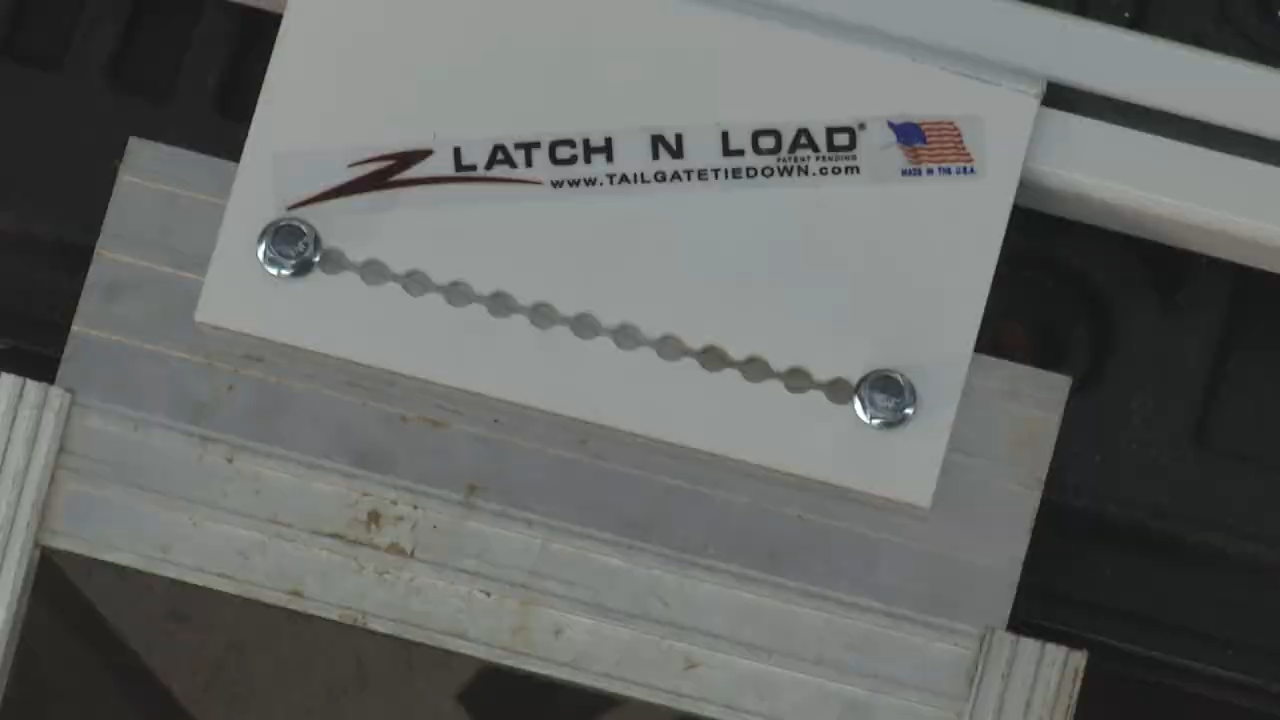 LATCH N LOAD®
PATENT PENDING
www.TAILGATETIEDOWN.com
MADE IN THE U.S.A.